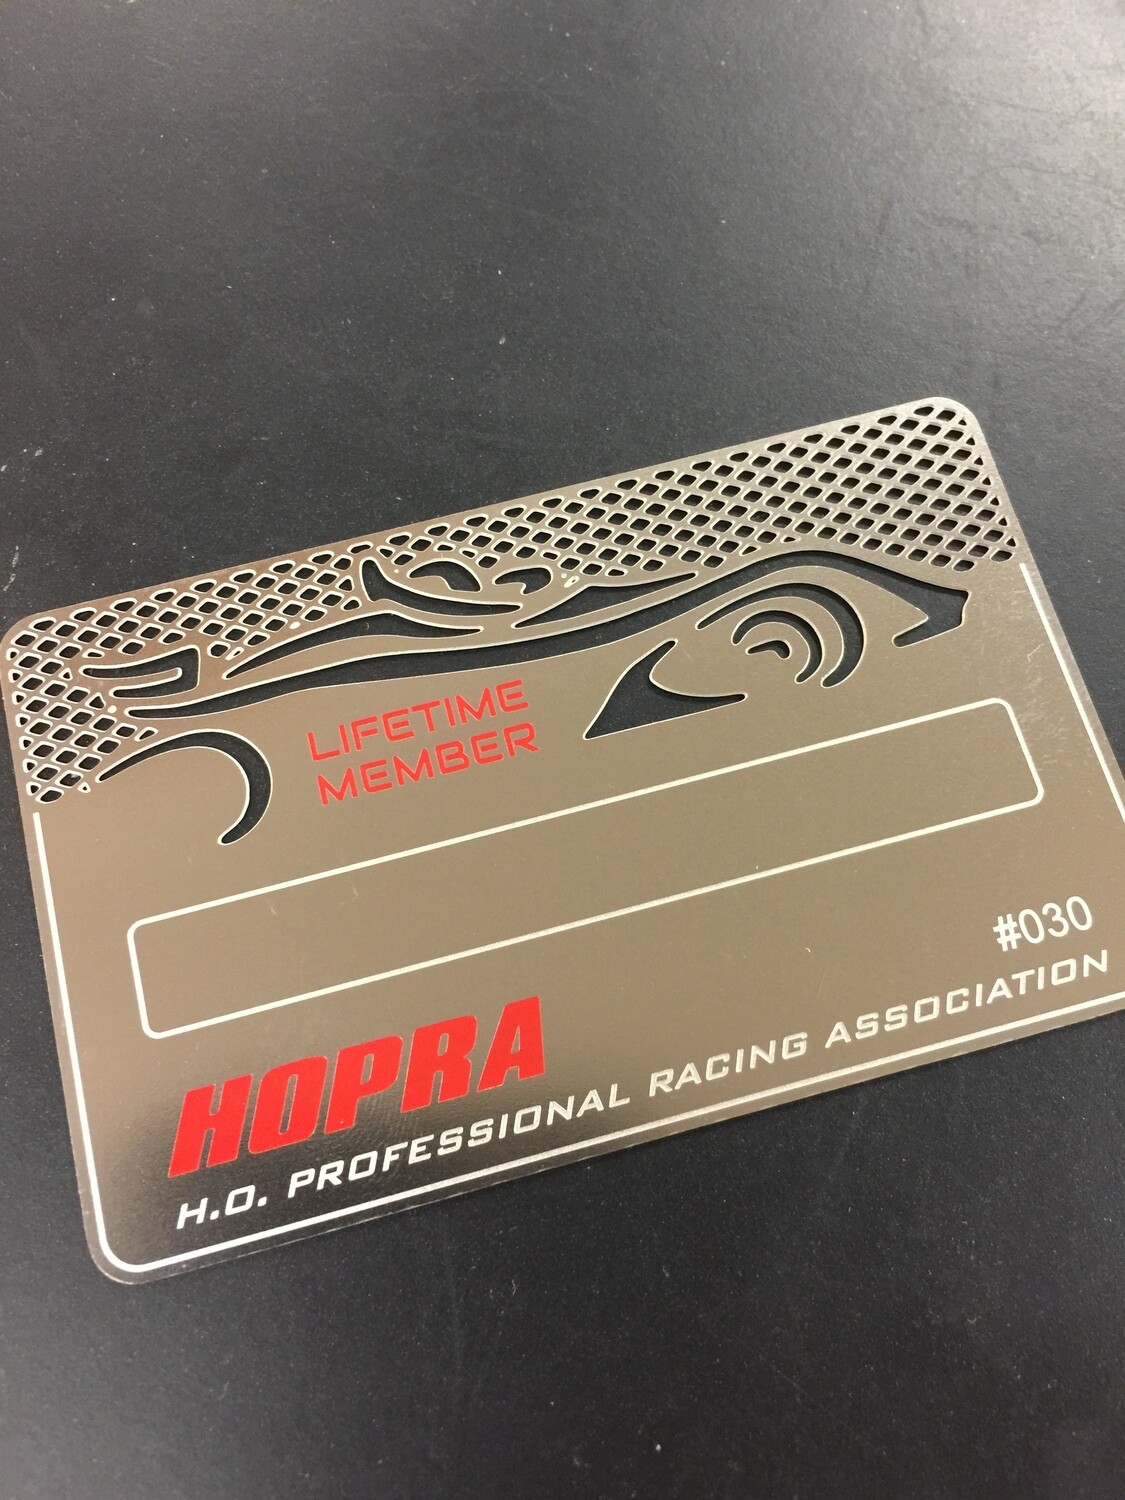 LIFETIME
MEMBER
#030
HOPRA
H.O. PROFESSIONAL RACING ASSOCIATION